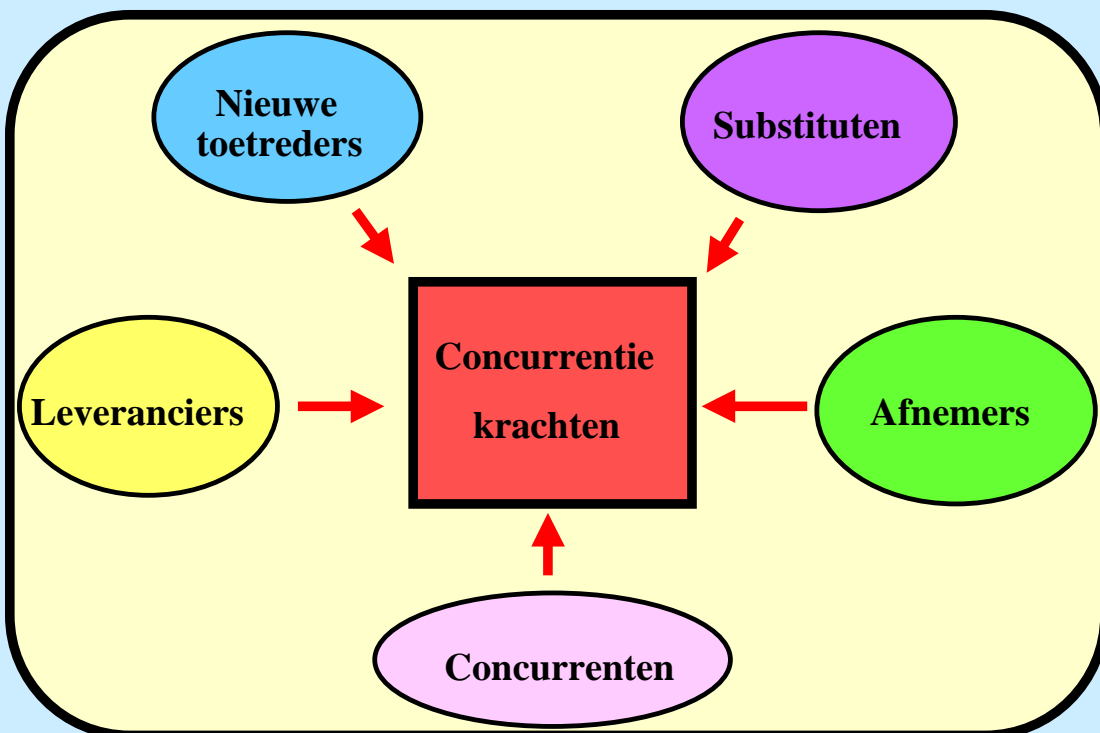 Nieuwe
toetreders
Substituten
Concurrentie
krachten
Leveranciers
Afnemers
Concurrenten